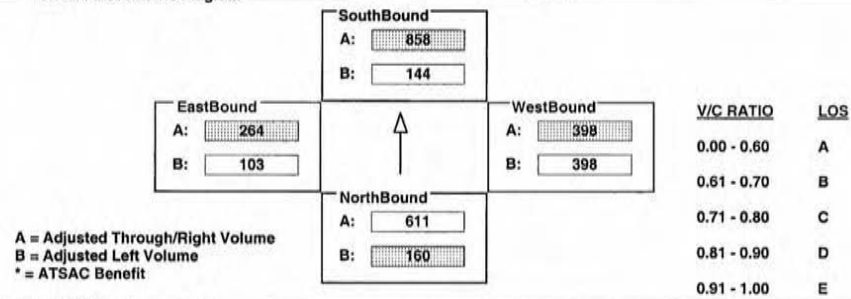 SouthBound
A: 858
B: 144
EastBound
A: 264
B: 103
WestBound
A: 398
B: 398
NorthBound
A: 611
B: 160
A = Adjusted Through/Right Volume
B = Adjusted Left Volume
* = ATSAC Benefit
V/C RATIO LOS
0.00 - 0.60 A
0.61 - 0.70 B
0.71 - 0.80 C
0.81 - 0.90 D
0.91 - 1.00 E